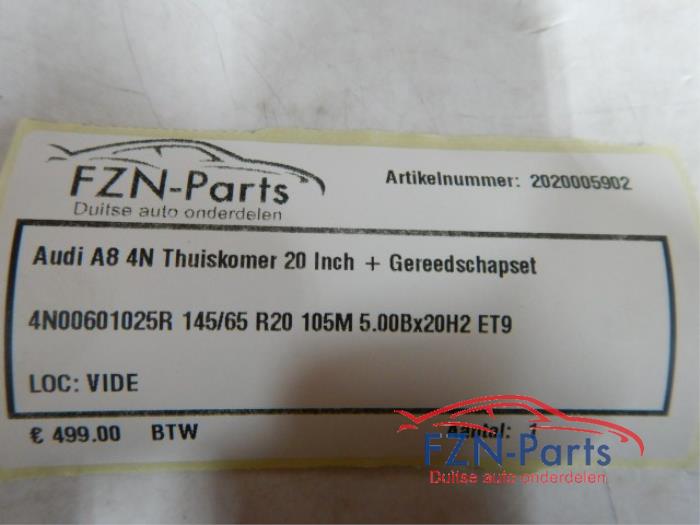 FZN-Parts
Duitse auto onderdelen
Artikelnummer: 2020005902
Audi A8 4N Thuiskomer 20 Inch + Gereedschapset
4N00601025R 145/65 R20 105M 5.00Bx20H2 ET9
LOC: VIDE
€ 499.00 BTW
Aantal: 1
FZN-Parts
Duitse auto onderdelen